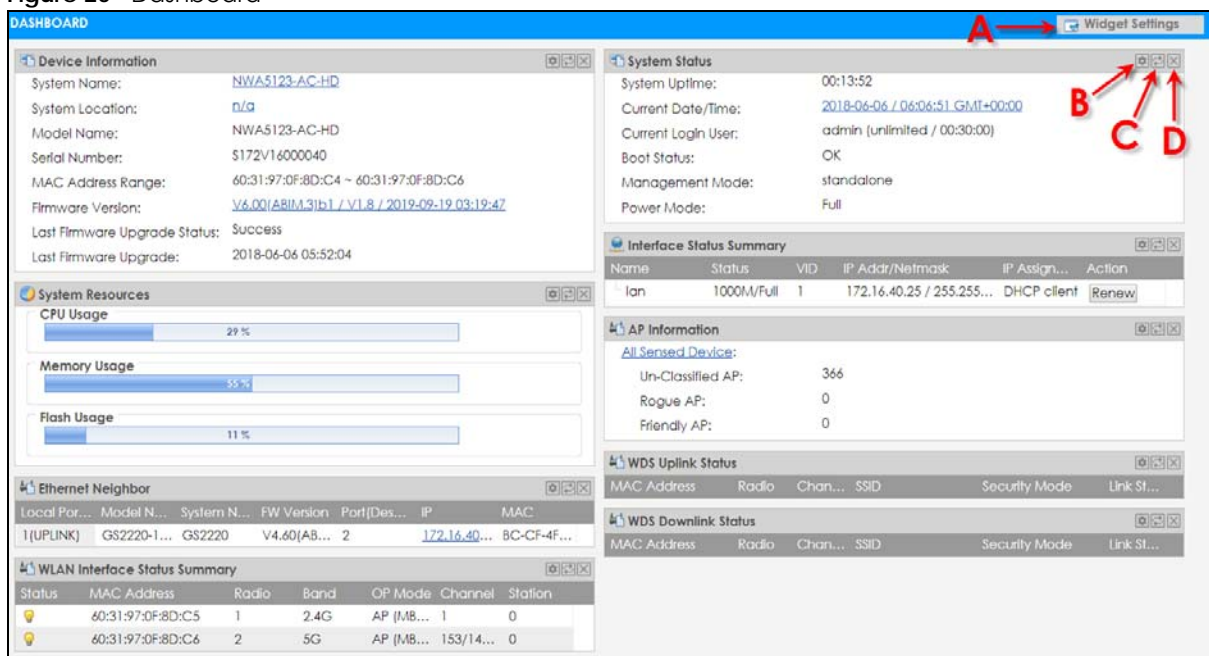 DASHBOARD
A
Widget Settings
Device Information
System Name: NWA5123-AC-HD
System Location: n/a
Model Name: NWA5123-AC-HD
Serial Number: S172V16000040
MAC Address Range: 60:31:97:0F:8D:C4 ~ 60:31:97:0F:8D:C6
Firmware Version: V6.00(ABIM.3)b1 / V1.8 / 2019-09-19 03:19:47
Last Firmware Upgrade Status: Success
Last Firmware Upgrade: 2018-06-06 05:52:04
System Resources
CPU Usage
29 %
Memory Usage
55 %
Flash Usage
11 %
Ethernet Neighbor
Local Por... Model N... System N... FW Version Port(Des... IP MAC
1(UPLINK) GS2220-1... GS2220 V4.60(AB... 2 172.16.40... BC-CF-4F...
WLAN Interface Status Summary
Status MAC Address Radio Band OP Mode Channel Station
60:31:97:0F:8D:C5 1 2.4G AP (MB... 1 0
60:31:97:0F:8D:C6 2 5G AP (MB... 153/14... 0
System Status
B
C
D
System Uptime: 00:13:52
Current Date/Time: 2018-06-06 / 06:06:51 GMT+00:00
Current Login User: admin (unlimited / 00:30:00)
Boot Status: OK
Management Mode: standalone
Power Mode: Full
Interface Status Summary
Name Status VID IP Addr/Netmask IP Assign... Action
lan 1000M/Full 1 172.16.40.25 / 255.255... DHCP client Renew
AP Information
All Sensed Device:
Un-Classified AP: 366
Rogue AP: 0
Friendly AP: 0
WDS Uplink Status
MAC Address Radio Chan... SSID Security Mode Link St...
WDS Downlink Status
MAC Address Radio Chan... SSID Security Mode Link St...